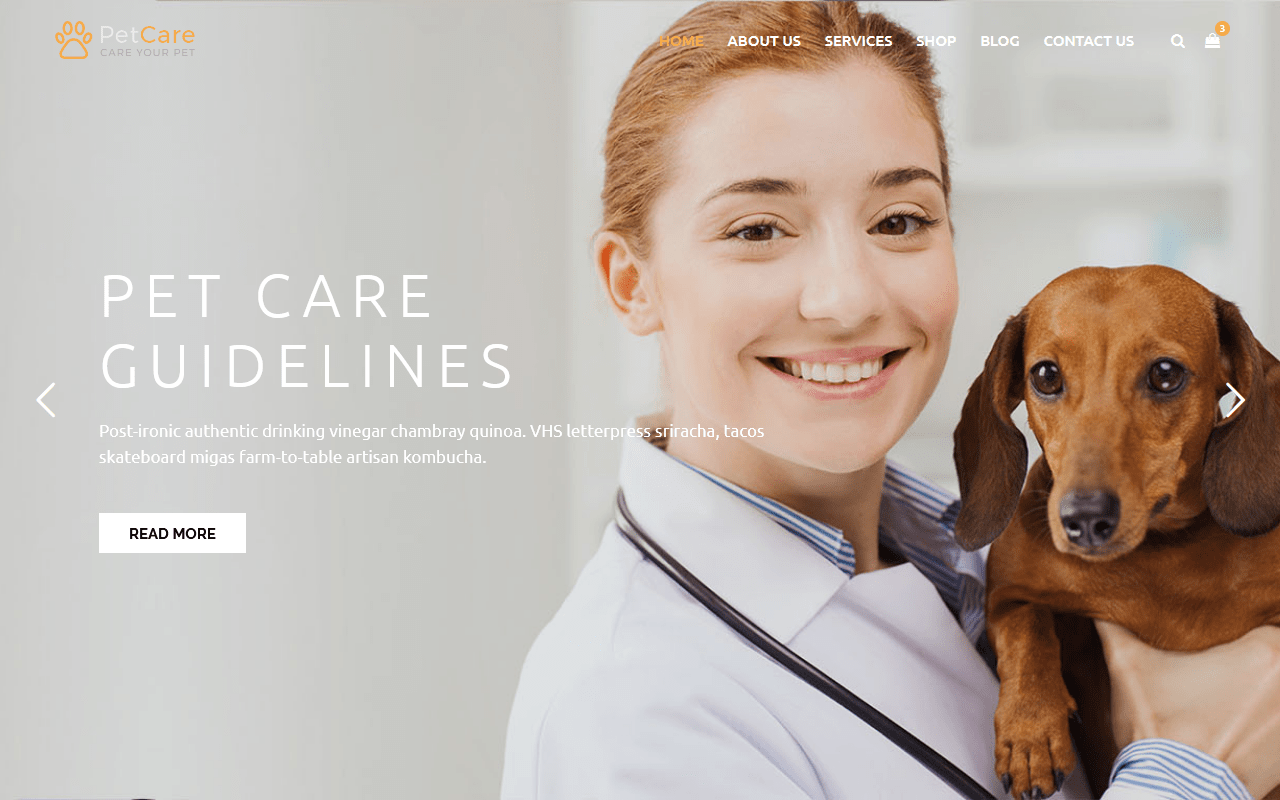 PetCare
CARE YOUR PET
HOME ABOUT US SERVICES SHOP BLOG CONTACT US 3
PET CARE
GUIDELINES
Post-ironic authentic drinking vinegar chambray quinoa. VHS letterpress sriracha, tacos
skateboard migas farm-to-table artisan kombucha.
READ MORE